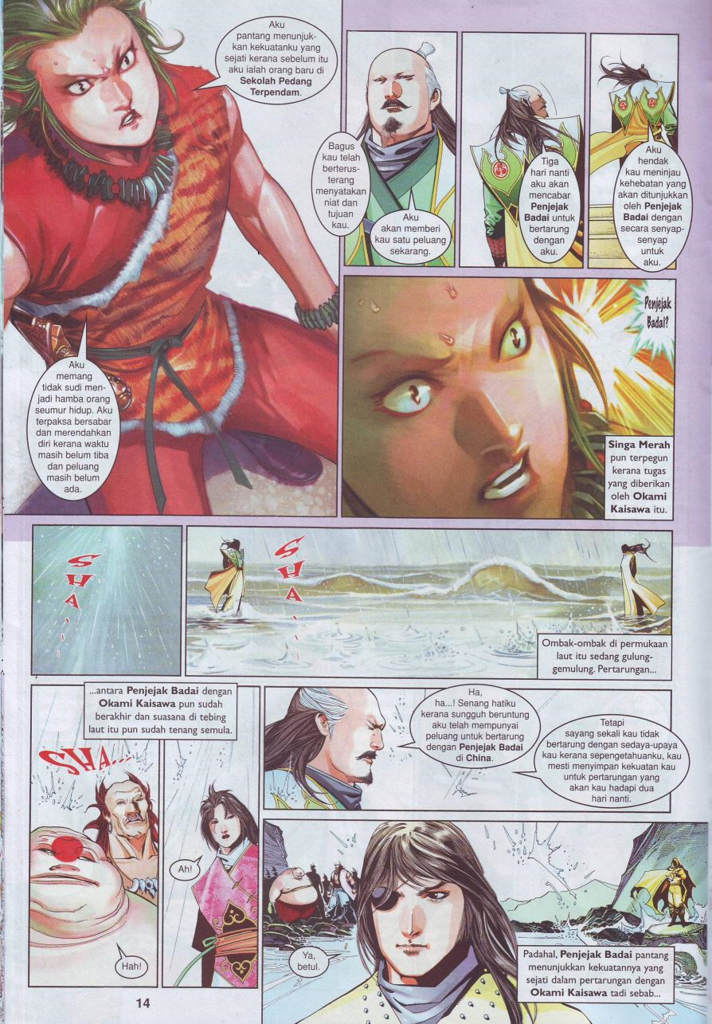 Aku
pantang menunjuk-
kan kekuatanku yang
sejati kerana sebelum itu
aku ialah orang baru di
Sekolah Pedang
Terpendam.
Aku
memang
tidak sudi men-
jadi hamba orang
seumur hidup. Aku
terpaksa bersabar
dan merendahkan
diri kerana waktu
masih belum tiba
dan peluang
masih belum
ada.
Bagus
kau telah
berterus-
terang
menyatakan
niat dan
tujuan
kau.
Aku
akan memberi
kau satu peluang
sekarang.
Tiga
hari nanti
aku akan
mencabar
Penjejak
Badai untuk
bertarung
dengan
aku.
Aku
hendak
kau meninjau
kehebatan yang
akan ditunjukkan
oleh Penjejak
Badai dengan
secara senyap-
senyap
untuk
aku.
Penjejak
Badai?
Singa Merah
pun terpegun
kerana tugas
yang diberikan
oleh Okami
Kaisawa itu.
SHA...
SHA...
Ombak-ombak di permukaan
laut itu sedang gulung-
gemulung. Pertarungan...
...antara Penjejak Badai dengan
Okami Kaisawa pun sudah
berakhir dan suasana di tebing
laut itu pun sudah tenang semula.
SHA...
Hah!
Ah!
Ha,
ha...! Senang hatiku
kerana sungguh beruntung
aku telah mempunyai
peluang untuk bertarung
dengan Penjejak Badai
di China.
Tetapi
sayang sekali kau tidak
bertarung dengan sedaya-upaya
kau kerana sepengetahuanku, kau
mesti menyimpan kekuatan kau
untuk pertarungan yang
akan kau hadapi dua
hari nanti.
Ya,
betul.
Padahal, Penjejak Badai pantang
menunjukkan kekuatannya yang
sejati dalam pertarungan dengan
Okami Kaisawa tadi sebab...
14